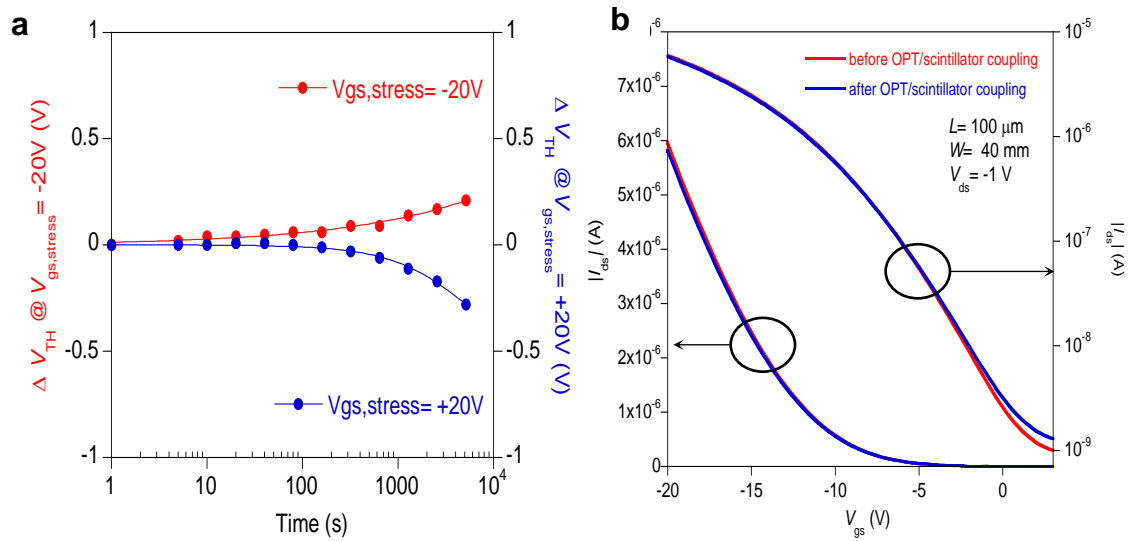 a
Δ V_TH @ V_gs,stress = -20V (V)
1
0.5
0
-0.5
-1
Vgs,stress= -20V
Vgs,stress= +20V
1
0.5
0
-0.5
-1
Δ V_TH @ V_gs,stress = +20V (V)
1
10
100
1000
10^4
Time (s)
b
8x10^-6
7x10^-6
6x10^-6
5x10^-6
4x10^-6
3x10^-6
2x10^-6
1x10^-6
0
|I_ds/ (A)
before OPT/scintillator coupling
after OPT/scintillator coupling
L= 100 μm
W= 40 mm
V_ds= -1 V
10^-5
10^-6
10^-7
10^-8
10^-9
|I_ds| (A)
-20
-15
-10
-5
0
V_gs (V)